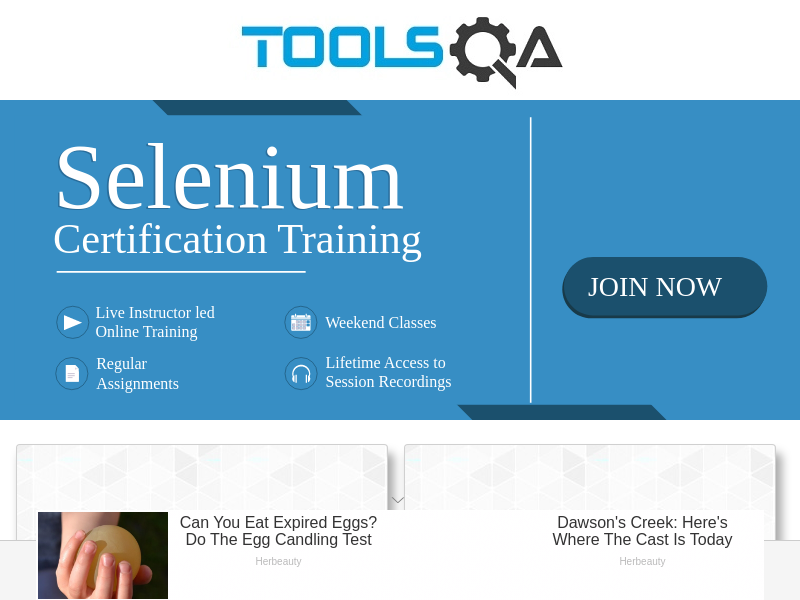 TOOLSQA
Selenium
Certification Training
Live Instructor led
Online Training
Weekend Classes
Regular
Assignments
Lifetime Access to
Session Recordings
JOIN NOW
Can You Eat Expired Eggs?
Do The Egg Candling Test
Herbeauty
Dawson's Creek: Here's
Where The Cast Is Today
Herbeauty